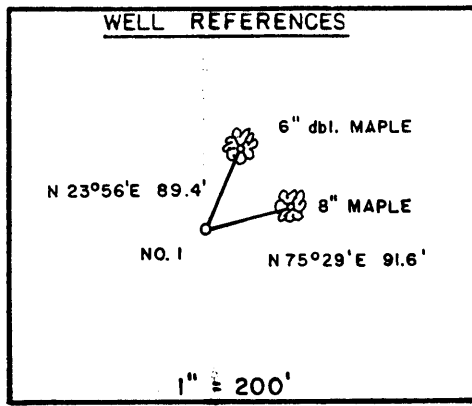 WELL REFERENCES
6" dbl. MAPLE
N 23°56'E 89.4'
8" MAPLE
NO. 1
N 75°29'E 91.6'
1" = 200'